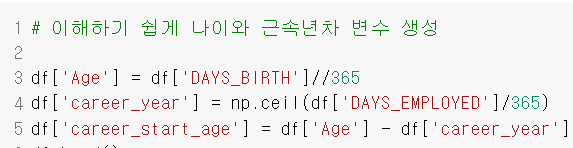 1 # 이해하기 쉽게 나이와 근속년차 변수 생성
2
3 df['Age'] = df['DAYS_BIRTH']//365
4 df['career_year'] = np.ceil(df['DAYS_EMPLOYED']/365)
5 df['career_start_age'] = df['Age'] - df['career_year']